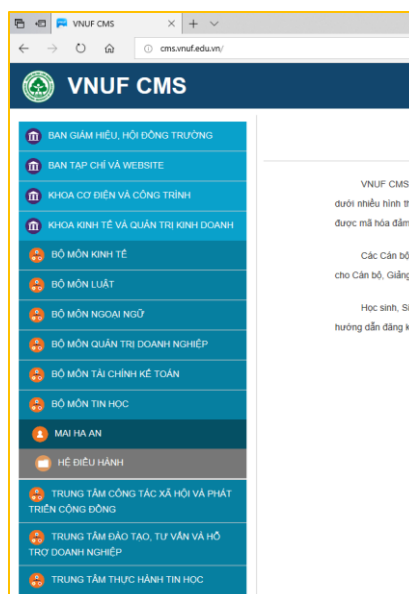 VNUF CMS
cms.vnuf.edu.vn/
VNUF CMS
BAN GIÁM HIỆU, HỘI ĐỒNG TRƯỜNG
BAN TẠP CHÍ VÀ WEBSITE
KHOA CƠ ĐIỆN VÀ CÔNG TRÌNH
KHOA KINH TẾ VÀ QUẢN TRỊ KINH DOANH
BỘ MÔN KINH TẾ
BỘ MÔN LUẬT
BỘ MÔN NGOẠI NGỮ
BỘ MÔN QUẢN TRỊ DOANH NGHIỆP
BỘ MÔN TÀI CHÍNH KẾ TOÁN
BỘ MÔN TIN HỌC
MAI HA AN
HỆ ĐIỀU HÀNH
TRUNG TÂM CÔNG TÁC XÃ HỘI VÀ PHÁT
TRIỂN CỘNG ĐỒNG
TRUNG TÂM ĐÀO TẠO, TƯ VẤN VÀ HỖ
TRỢ DOANH NGHIỆP
TRUNG TÂM THỰC HÀNH TIN HỌC
VNUF CMS
dưới nhiều hình th
được mã hóa đảm
Các Cán bộ
cho Cán bộ, Giảng
Học sinh, Si
hướng dẫn đăng k